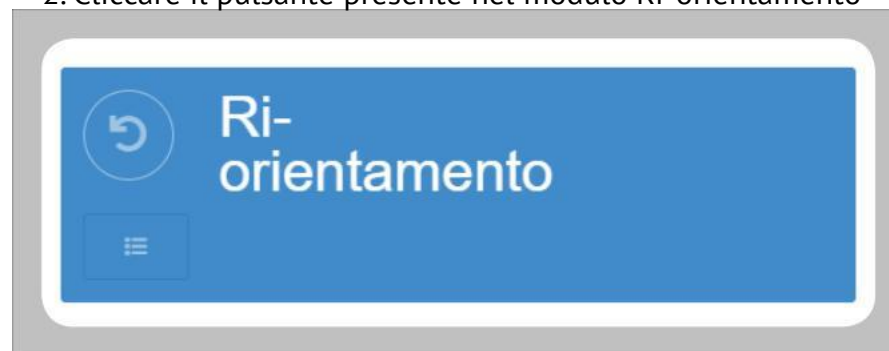 2. Cliccare il pulsante presente nel modulo Ri-orientamento
Ri-
orientamento